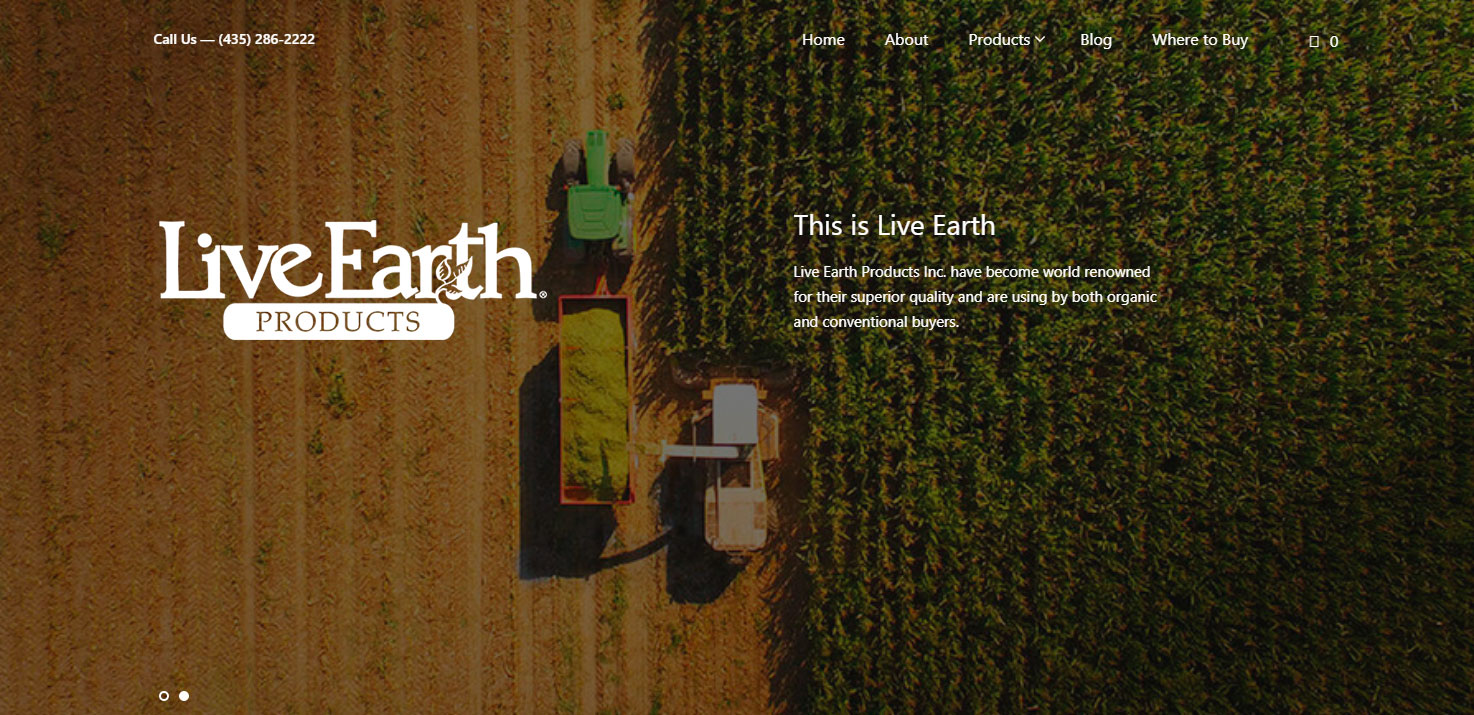 Call Us — (435) 286-2222
Home About Products Blog Where to Buy 0
LiveEarth®
PRODUCTS
This is Live Earth
Live Earth Products Inc. have become world renowned
for their superior quality and are using by both organic
and conventional buyers.